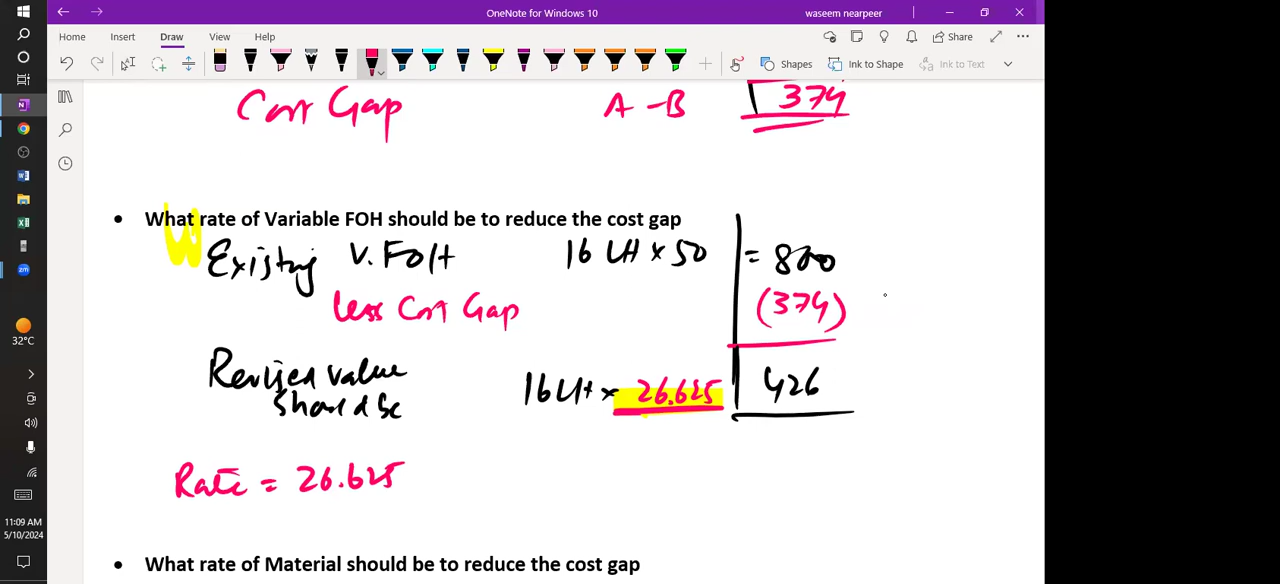 OneNote for Windows 10
waseem nearpeer
Home Insert Draw View Help
Share
Shapes Ink to Shape Ink to Text
Cost Gap A - B 374
• What rate of Variable FOH should be to reduce the cost gap
Existing V. FOH 16 LH x 50 = 800
less Cost Gap (374)
Revised value should be 16 LH x 26.625 426
Rate = 26.625
• What rate of Material should be to reduce the cost gap
32°C
11:09 AM
5/10/2024